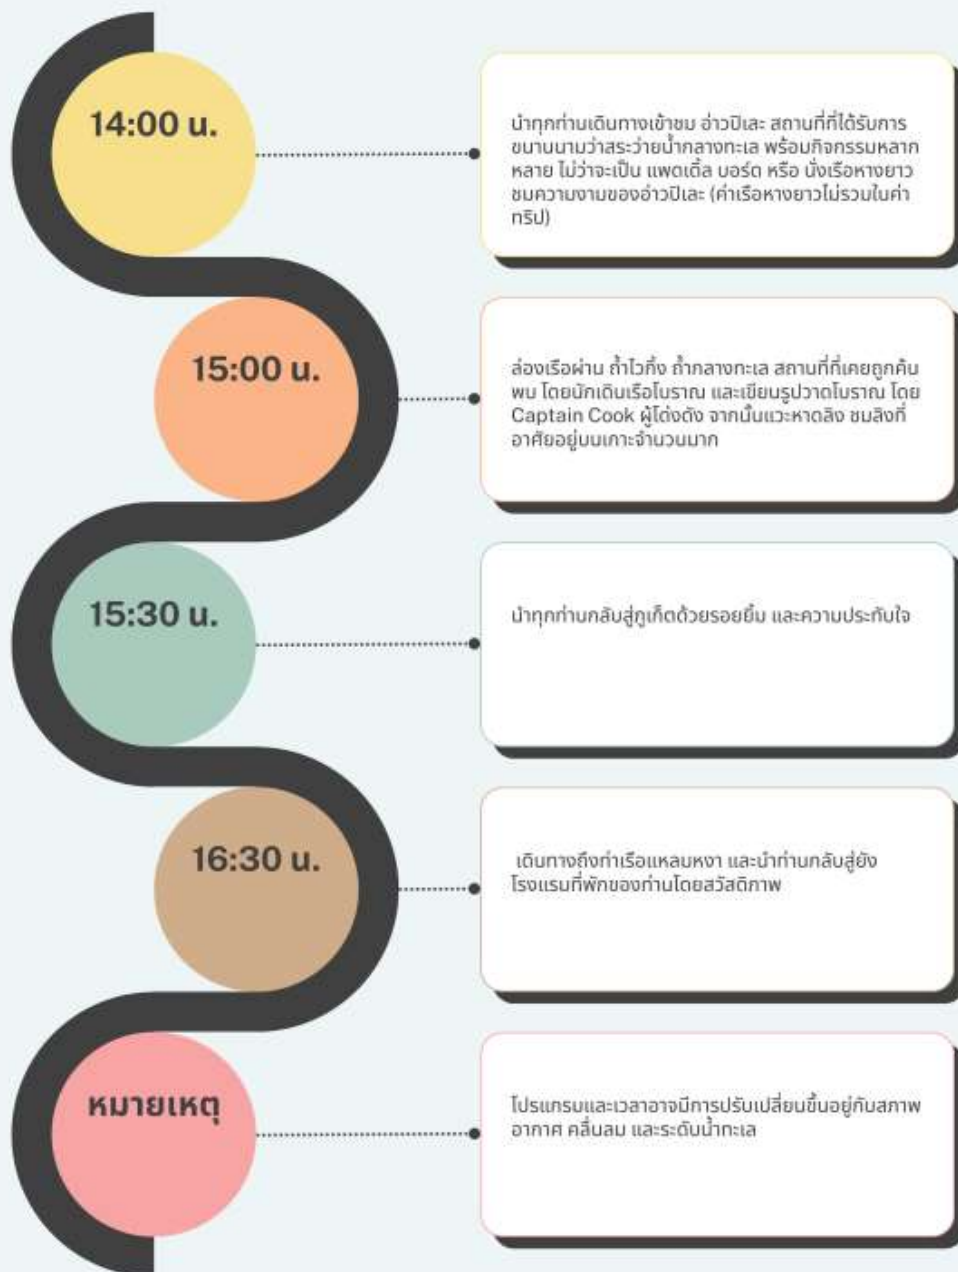 14:00 น.
นำทุกท่านเดินทางเข้าชม อ่าวปิเละ สถานที่ที่ได้รับการ
ขนานนามว่าสระว่ายน้ำกลางทะเล พร้อมกิจกรรมหลาก
หลาย ไม่ว่าจะเป็น แพดเดิ้ล บอร์ด หรือ นั่งเรือหางยาว
ชมความงามของอ่าวปิเละ (ค่าเรือหางยาวไม่รวมในค่า
ทริป)
15:00 น.
ล่องเรือผ่าน ถ้ำไวกิ้ง ถ้ำกลางทะเล สถานที่ที่เคยถูกค้น
พบ โดยนักเดินเรือโบราณ และเขียนรูปวาดโบราณ โดย
Captain Cook ผู้โด่งดัง จากนั้นแวะหาดลิง ชมลิงที่
อาศัยอยู่บนเกาะจำนวนมาก
15:30 น.
นำทุกท่านกลับสู่ภูเก็ตด้วยรอยยิ้ม และความประทับใจ
16:30 น.
เดินทางถึงท่าเรือแหลมหงา และนำท่านกลับสู่ยัง
โรงแรมที่พักของท่านโดยสวัสดิภาพ
หมายเหตุ
โปรแกรมและเวลาอาจมีการปรับเปลี่ยนขึ้นอยู่กับสภาพ
อากาศ คลื่นลม และระดับน้ำทะเล